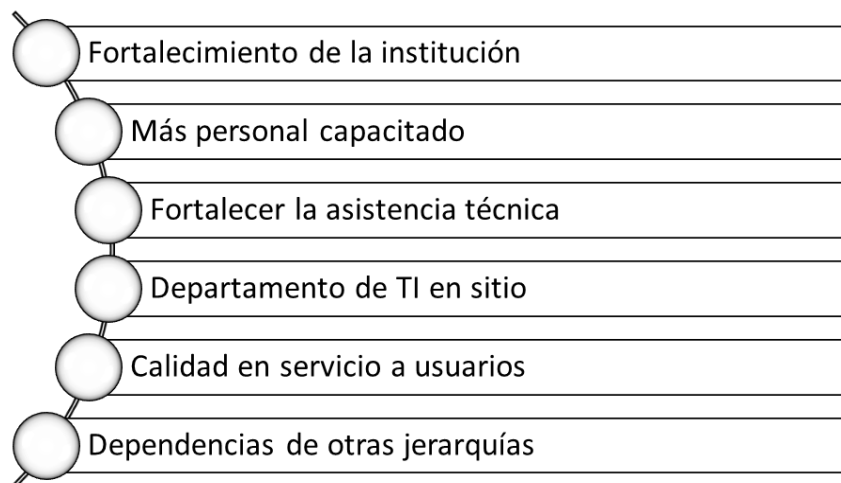 Fortalecimiento de la institución
Más personal capacitado
Fortalecer la asistencia técnica
Departamento de TI en sitio
Calidad en servicio a usuarios
Dependencias de otras jerarquías